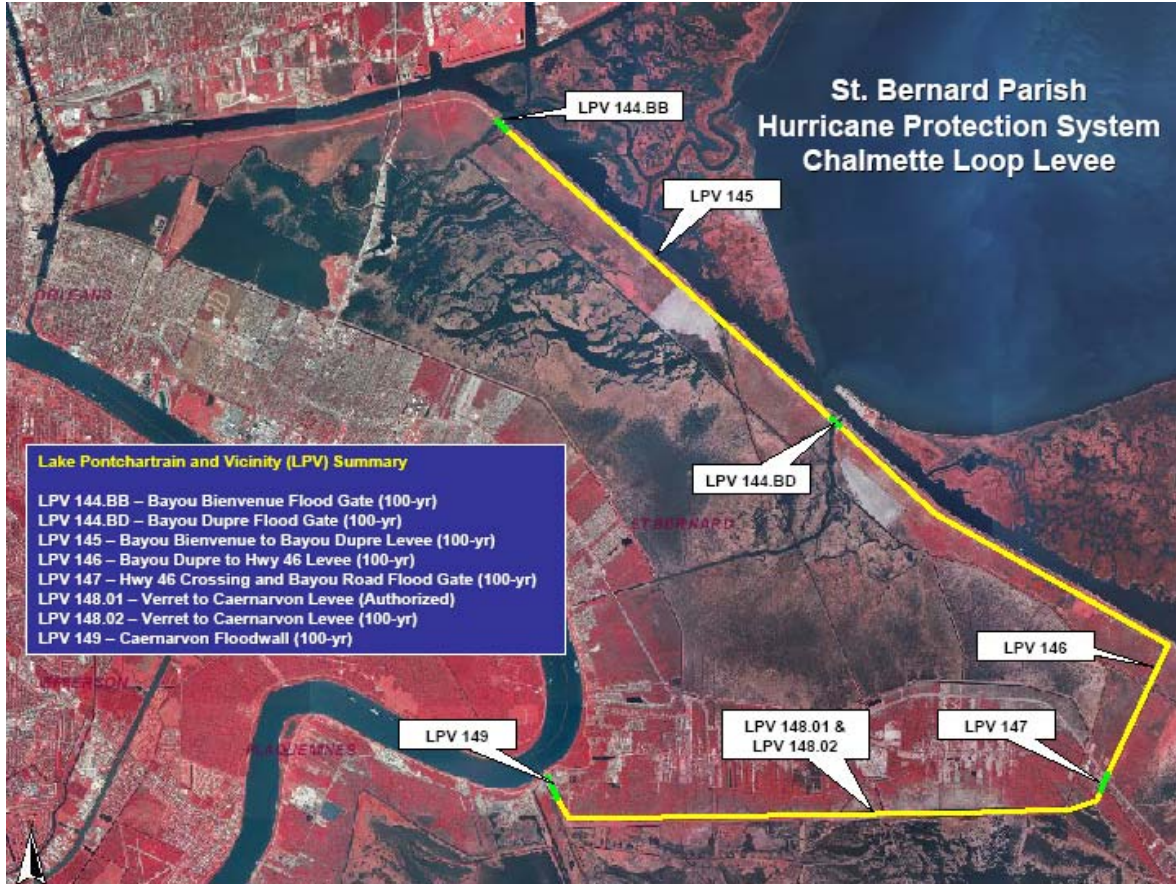 St. Bernard Parish
Hurricane Protection System
Chalmette Loop Levee
LPV 144.BB
LPV 145
ORLEANS
LPV 144.BD
ST.BERNARD
Lake Pontchartrain and Vicinity (LPV) Summary
LPV 144.BB – Bayou Bienvenue Flood Gate (100-yr)
LPV 144.BD – Bayou Dupre Flood Gate (100-yr)
LPV 145 – Bayou Bienvenue to Bayou Dupre Levee (100-yr)
LPV 146 – Bayou Dupre to Hwy 46 Levee (100-yr)
LPV 147 – Hwy 46 Crossing and Bayou Road Flood Gate (100-yr)
LPV 148.01 – Verret to Caernarvon Levee (Authorized)
LPV 148.02 – Verret to Caernarvon Levee (100-yr)
LPV 149 – Caernarvon Floodwall (100-yr)
LPV 146
JEFFERSON
LPV 149
LPV 148.01 &
LPV 148.02
LPV 147
PLAQUEMINES